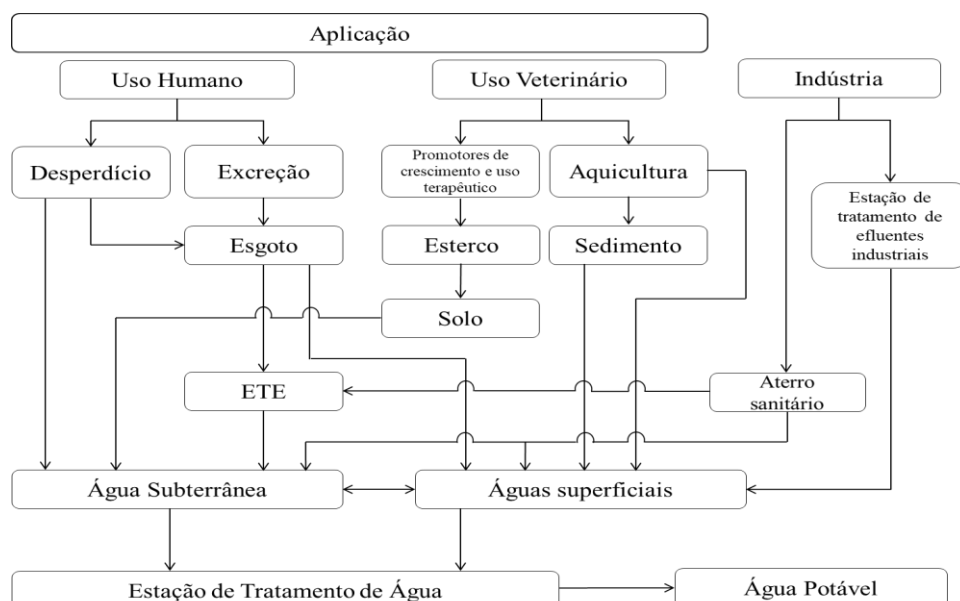 Aplicação
Uso Humano
Uso Veterinário
Indústria
Desperdício
Excreção
Promotores de
crescimento e uso
terapêutico
Aquicultura
Estação de
tratamento de
efluentes
industriais
Esgoto
Esterco
Sedimento
Solo
ETE
Aterro
sanitário
Água Subterrânea
Águas superficiais
Estação de Tratamento de Água
Água Potável